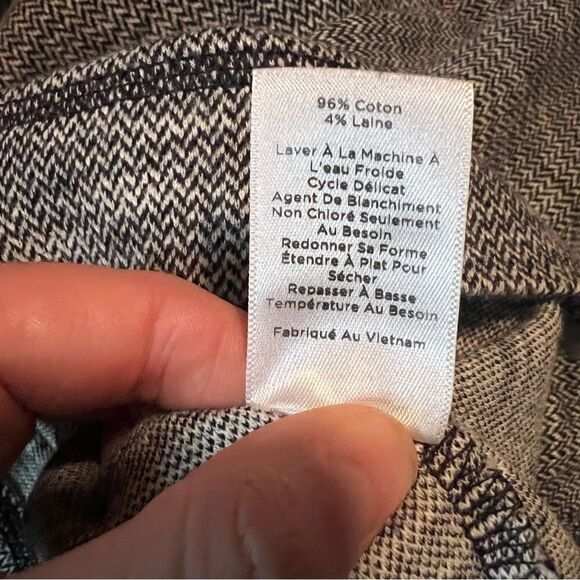 96% Coton
4% Laine
Laver À La Machine À
L'eau Froide
Cycle Délicat
Agent De Blanchiment
Non Chloré Seulement
Au Besoin
Redonner Sa Forme
Étendre À Plat Pour
Sécher
Repasser À Basse
Température Au Besoin
Fabriqué Au Vietnam